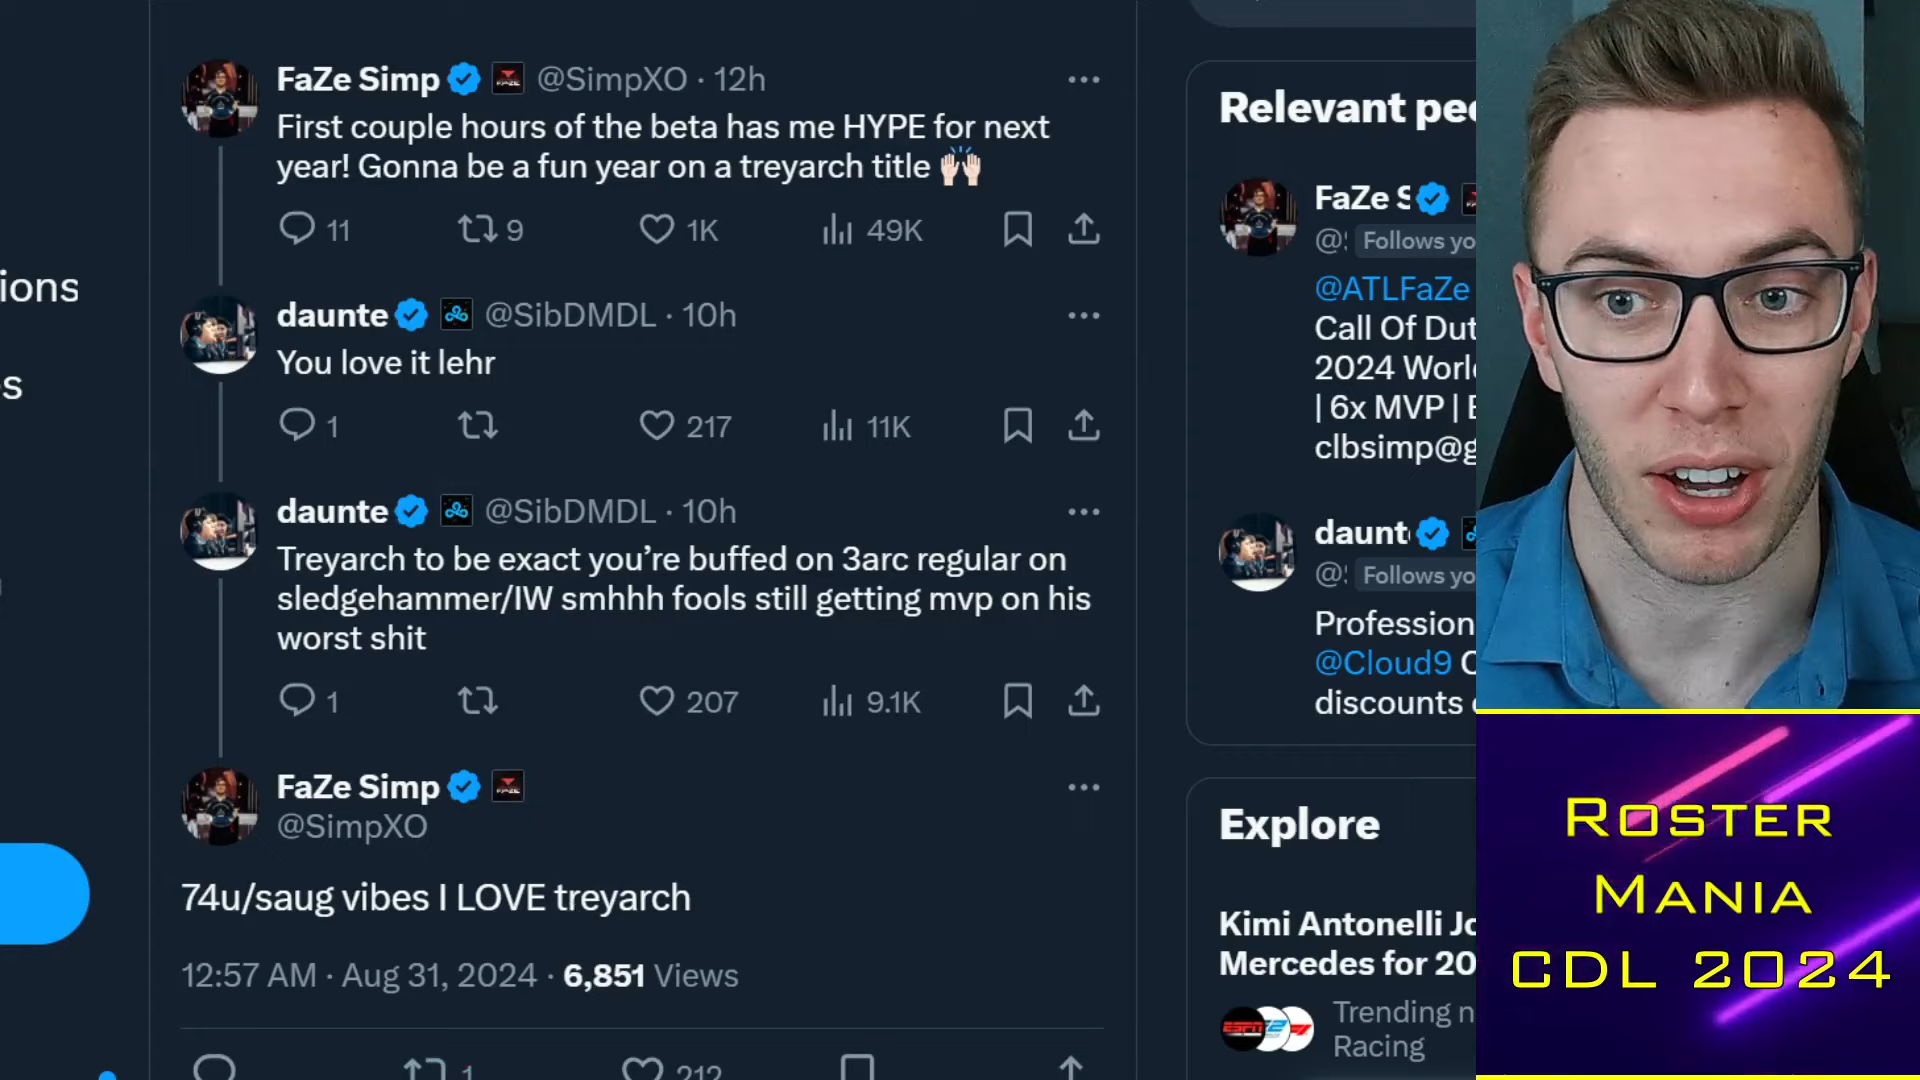 FaZe Simp @SimpXO · 12h
First couple hours of the beta has me HYPE for next
year! Gonna be a fun year on a treyarch title 🙌🏻
11 9 1K 49K
daunte @SibDMDL · 10h
You love it lehr
1 217 11K
daunte @SibDMDL · 10h
Treyarch to be exact you’re buffed on 3arc regular on
sledgehammer/IW smhhh fools still getting mvp on his
worst shit
1 207 9.1K
FaZe Simp
@SimpXO
74u/saug vibes I LOVE treyarch
12:57 AM · Aug 31, 2024 · 6,851 Views
1 212
ions
s
Relevant peo
FaZe S
@ Follows yo
@ATLFaZe
Call Of Dut
2024 Worl
| 6x MVP |
clbsimp@g
daunt
@ Follows yo
Profession
@Cloud9 C
discounts
Explore
Kimi Antonelli Jo
Mercedes for 20
ESPN F1
Trending n
Racing
ROSTER
MANIA
CDL 2024